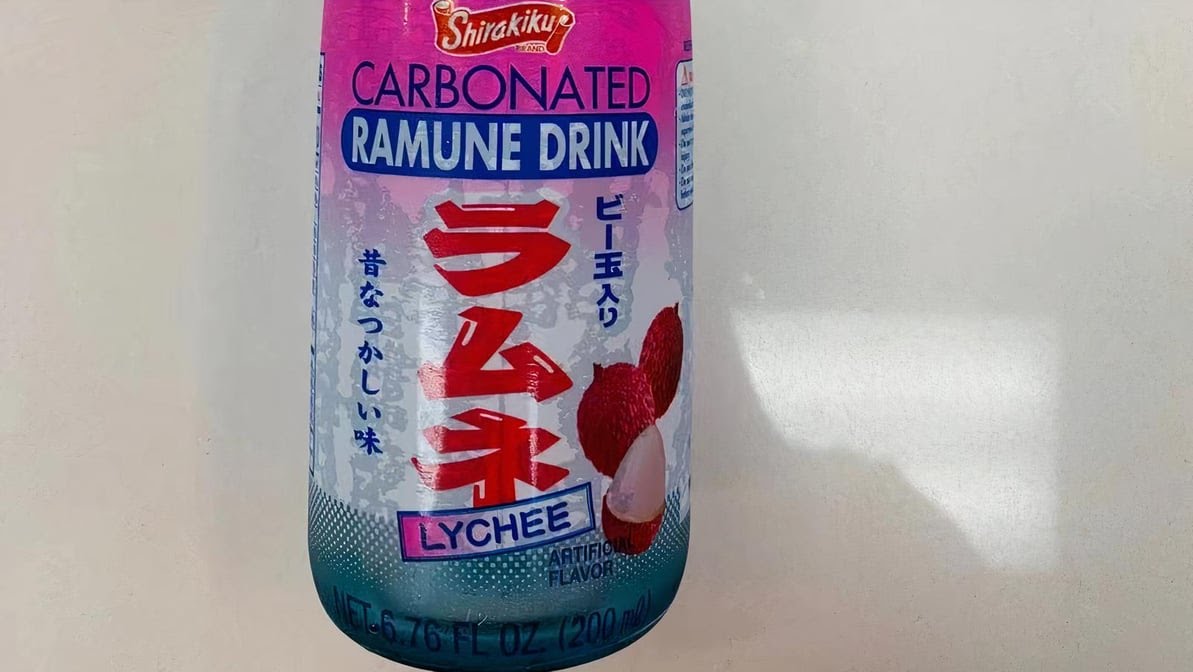 Shirakiku
BRAND
CARBONATED
RAMUNE DRINK
ラムネ
ビー玉入り
昔なつかしい味
LYCHEE
ARTIFICIAL
FLAVOR
NET 6.76 FL OZ. (200 mℓ)